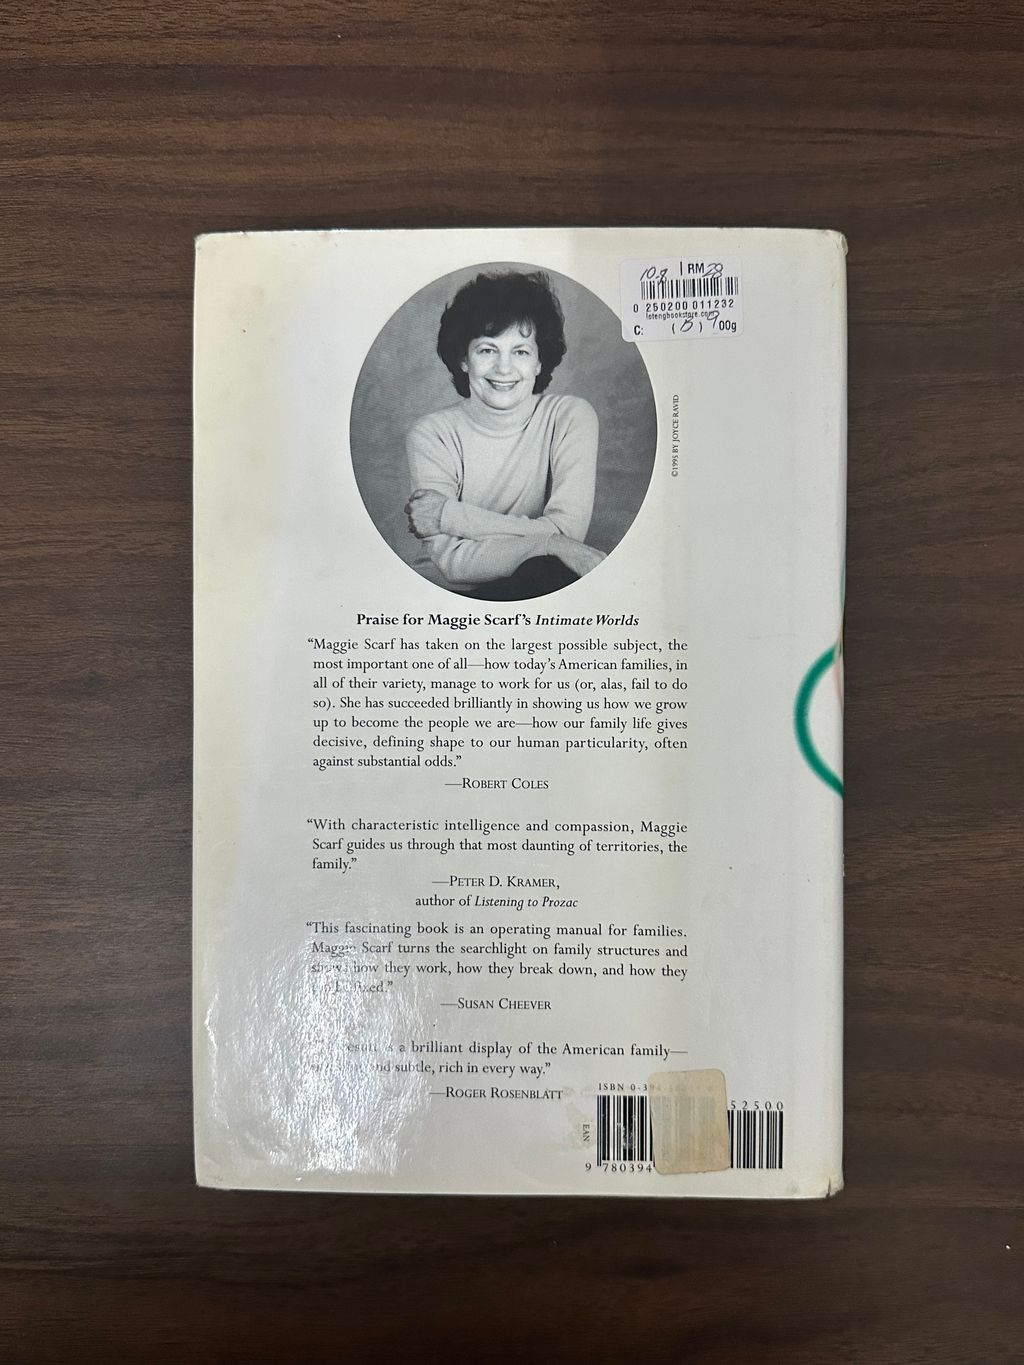 10-8 | RM 28
0 250200 011232
lotengbookstore.com
C: (B) 9.00g
©1995 BY JOYCE RAVID
Praise for Maggie Scarf's Intimate Worlds
“Maggie Scarf has taken on the largest possible subject, the
most important one of all—how today's American families, in
all of their variety, manage to work for us (or, alas, fail to do
so). She has succeeded brilliantly in showing us how we grow
up to become the people we are—how our family life gives
decisive, defining shape to our human particularity, often
against substantial odds.”
—ROBERT COLES
“With characteristic intelligence and compassion, Maggie
Scarf guides us through that most daunting of territories, the
family.”
—PETER D. KRAMER,
author of Listening to Prozac
“This fascinating book is an operating manual for families.
Maggie Scarf turns the searchlight on family structures and
shows how they work, how they break down, and how they
fixed.”
—SUSAN CHEEVER
result is a brilliant display of the American family—
and subtle, rich in every way.”
—ROGER ROSENBLATT
ISBN 0-394
52500
EAN
9 780394